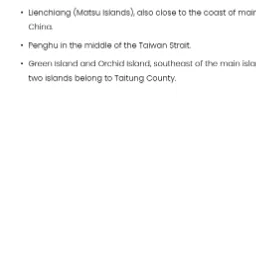 • Lienchiang (Matsu Islands), also close to the coast of mair
China.
• Penghu in the middle of the Taiwan Strait.
• Green Island and Orchid Island, southeast of the main isla
two islands belong to Taitung County.